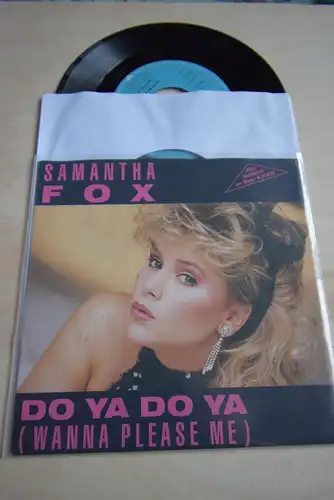 SAMANTHA
FOX
DO YA DO YA
(WANNA PLEASE ME)